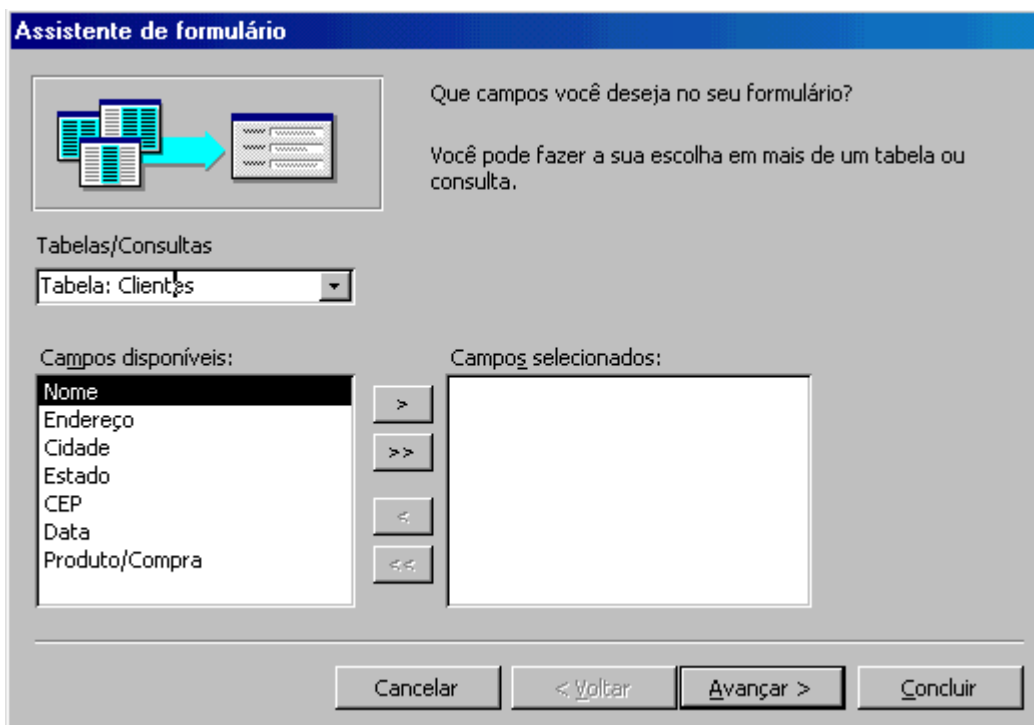 Assistente de formulário
Que campos você deseja no seu formulário?
Você pode fazer a sua escolha em mais de um tabela ou
consulta.
Tabelas/Consultas
Tabela: Clientes
Campos disponíveis:
Campos selecionados:
Nome
Endereço
Cidade
Estado
CEP
Data
Produto/Compra
>
>>
<
<<
Cancelar
< Voltar
Avançar >
Concluir